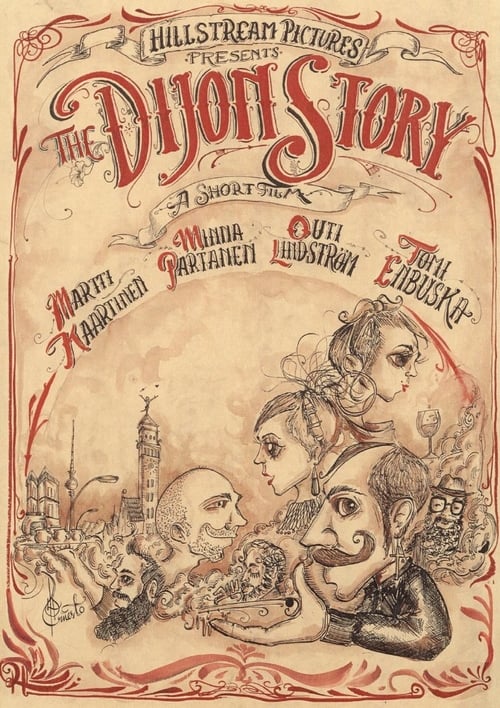 HILLSTREAM PICTURES
PRESENTS
THE DIJON STORY
A SHORT FILM
MARTTI KAARTINEN
MINNA PARTANEN
OUTI LINDSTRÖM
TOMI ENBUSKA